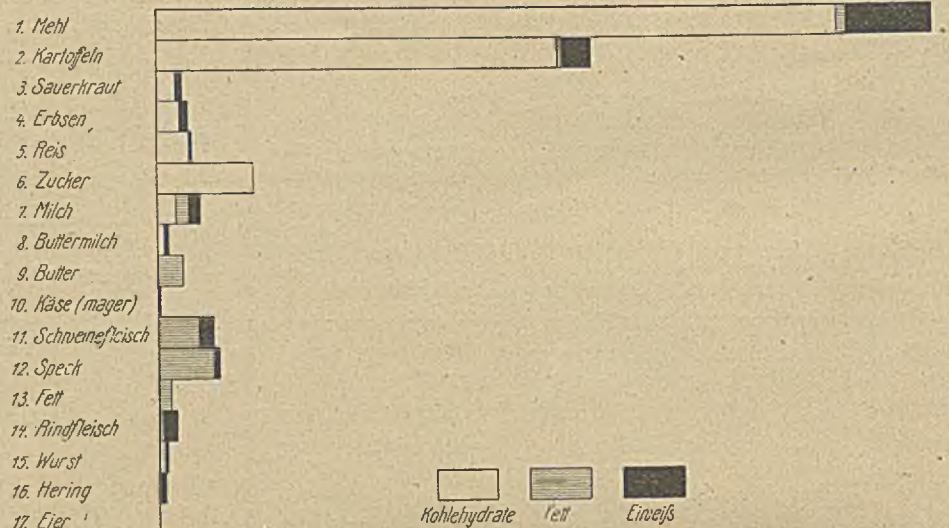 1. Mehl
2. Kartoffeln
3. Sauerkraut
4. Erbsen
5. Reis
6. Zucker
7. Milch
8. Buttermilch
9. Butter
10. Käse (mager)
11. Schweinefleisch
12. Speck
13. Fett
14. Rindfleisch
15. Wurst
16. Hering
17. Eier
Kohlehydrate Fett Eiweiß